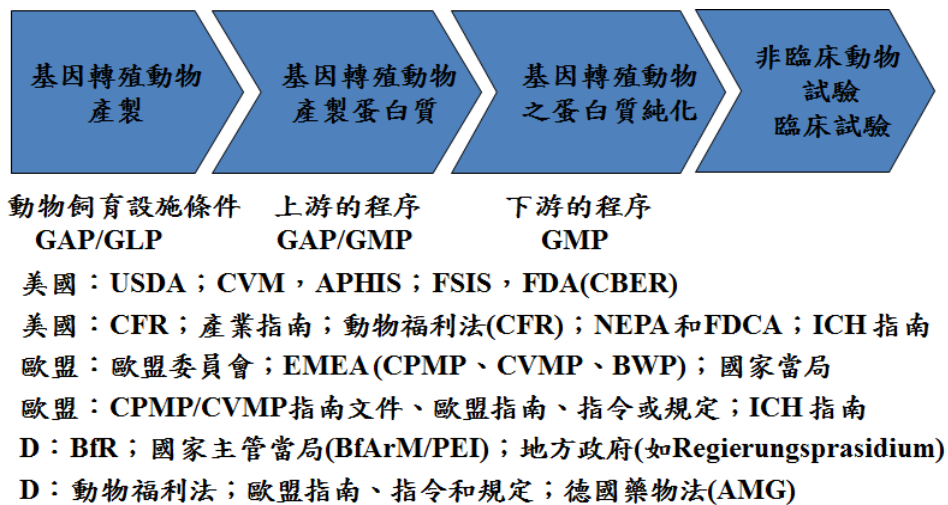 基因轉殖動物
產製
基因轉殖動物
產製蛋白質
基因轉殖動物
之蛋白質純化
非臨床動物
試驗
臨床試驗
動物飼育設施條件
GAP/GLP
上游的程序
GAP/GMP
下游的程序
GMP
美國：USDA；CVM，APHIS；FSIS，FDA(CBER)
美國：CFR；產業指南；動物福利法(CFR)；NEPA和FDCA；ICH 指南
歐盟：歐盟委員會；EMEA (CPMP、CVMP、BWP)；國家當局
歐盟：CPMP/CVMP指南文件、歐盟指南、指令或規定；ICH 指南
D：BfR；國家主管當局(BfArM/PEI)；地方政府(如Regierungsprasidium)
D：動物福利法；歐盟指南、指令和規定；德國藥物法(AMG)